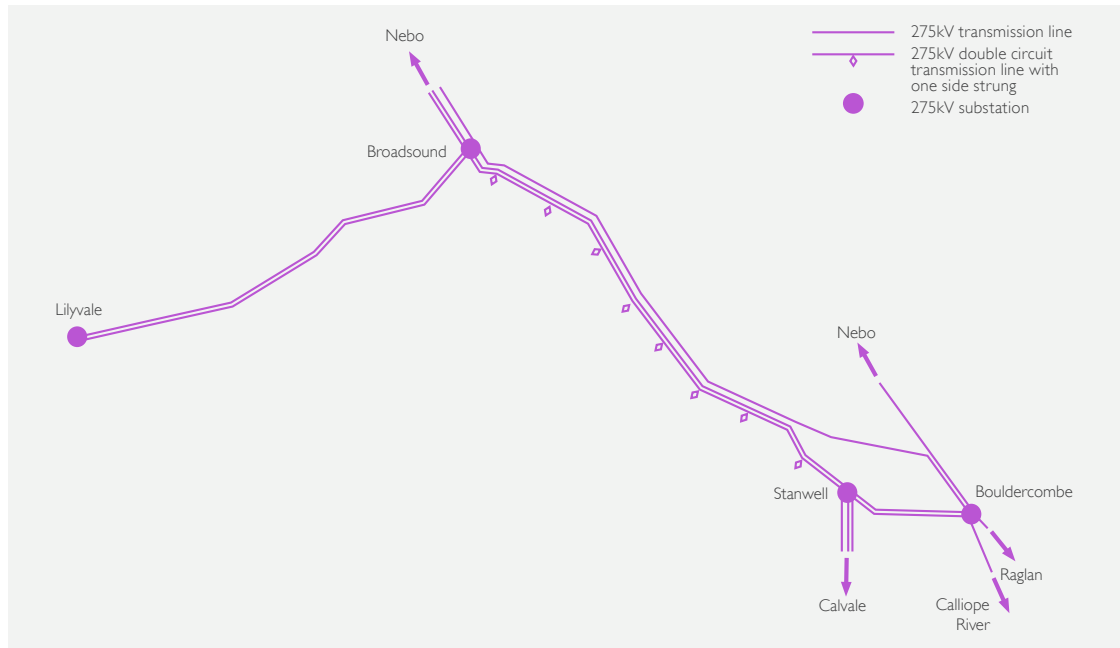 Nebo
275kV transmission line
275kV double circuit
transmission line with
one side strung
275kV substation
Broadsound
Lilyvale
Nebo
Stanwell
Bouldercombe
Raglan
Calvale
Calliope
River